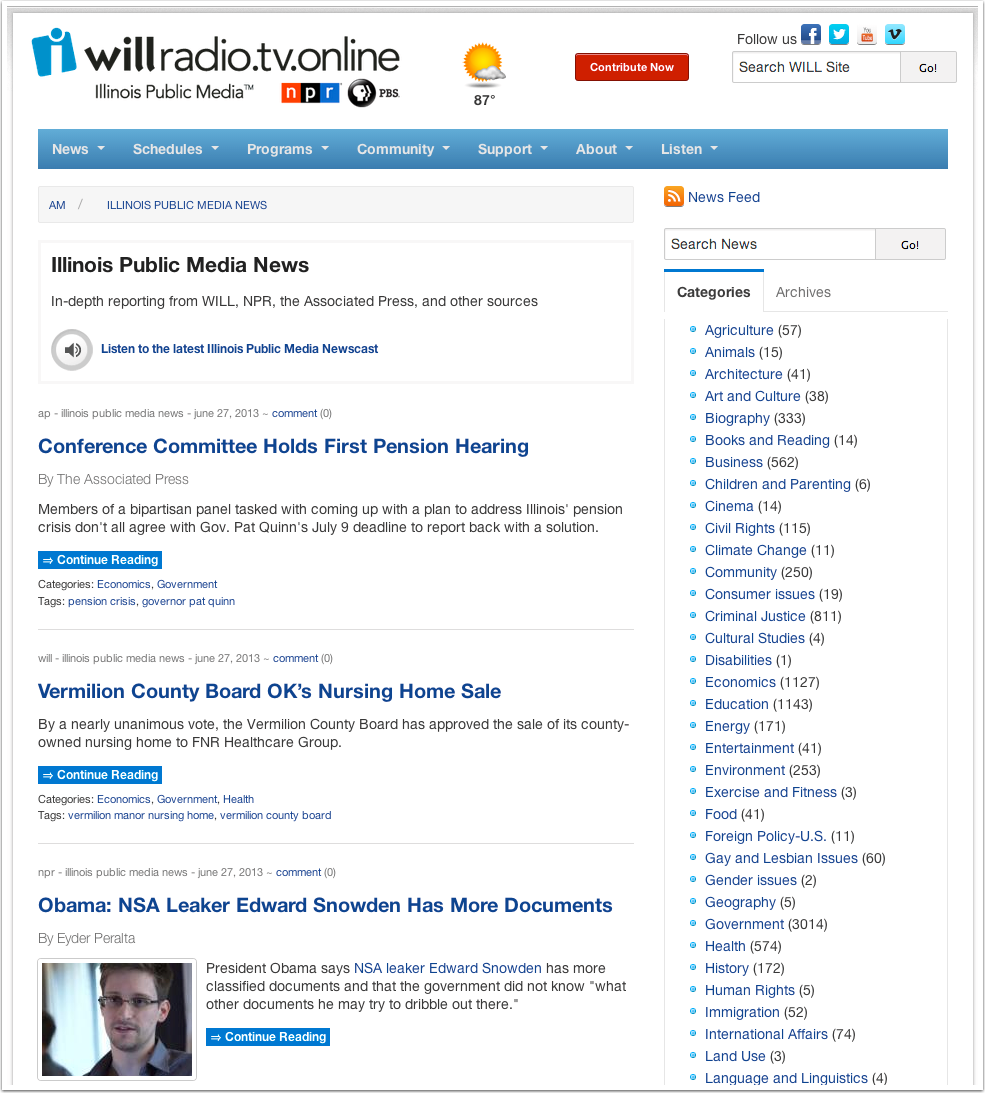 willradio.tv.online
Illinois Public Media™
n p r
PBS.
87°
Contribute Now
Follow us
Search WILL Site
Go!
News
Schedules
Programs
Community
Support
About
Listen
AM / ILLINOIS PUBLIC MEDIA NEWS
Illinois Public Media News
In-depth reporting from WILL, NPR, the Associated Press, and other sources
Listen to the latest Illinois Public Media Newscast
ap - illinois public media news - june 27, 2013 ~ comment (0)
Conference Committee Holds First Pension Hearing
By The Associated Press
Members of a bipartisan panel tasked with coming up with a plan to address Illinois' pension
crisis don't all agree with Gov. Pat Quinn's July 9 deadline to report back with a solution.
⇒ Continue Reading
Categories: Economics, Government
Tags: pension crisis, governor pat quinn
will - illinois public media news - june 27, 2013 ~ comment (0)
Vermilion County Board OK’s Nursing Home Sale
By a nearly unanimous vote, the Vermilion County Board has approved the sale of its county-
owned nursing home to FNR Healthcare Group.
⇒ Continue Reading
Categories: Economics, Government, Health
Tags: vermilion manor nursing home, vermilion county board
npr - illinois public media news - june 27, 2013 ~ comment (0)
Obama: NSA Leaker Edward Snowden Has More Documents
By Eyder Peralta
President Obama says NSA leaker Edward Snowden has more
classified documents and that the government did not know "what
other documents he may try to dribble out there."
⇒ Continue Reading
News Feed
Search News
Go!
Categories
Archives
Agriculture (57)
Animals (15)
Architecture (41)
Art and Culture (38)
Biography (333)
Books and Reading (14)
Business (562)
Children and Parenting (6)
Cinema (14)
Civil Rights (115)
Climate Change (11)
Community (250)
Consumer issues (19)
Criminal Justice (811)
Cultural Studies (4)
Disabilities (1)
Economics (1127)
Education (1143)
Energy (171)
Entertainment (41)
Environment (253)
Exercise and Fitness (3)
Food (41)
Foreign Policy-U.S. (11)
Gay and Lesbian Issues (60)
Gender issues (2)
Geography (5)
Government (3014)
Health (574)
History (172)
Human Rights (5)
Immigration (52)
International Affairs (74)
Land Use (3)
Language and Linguistics (4)